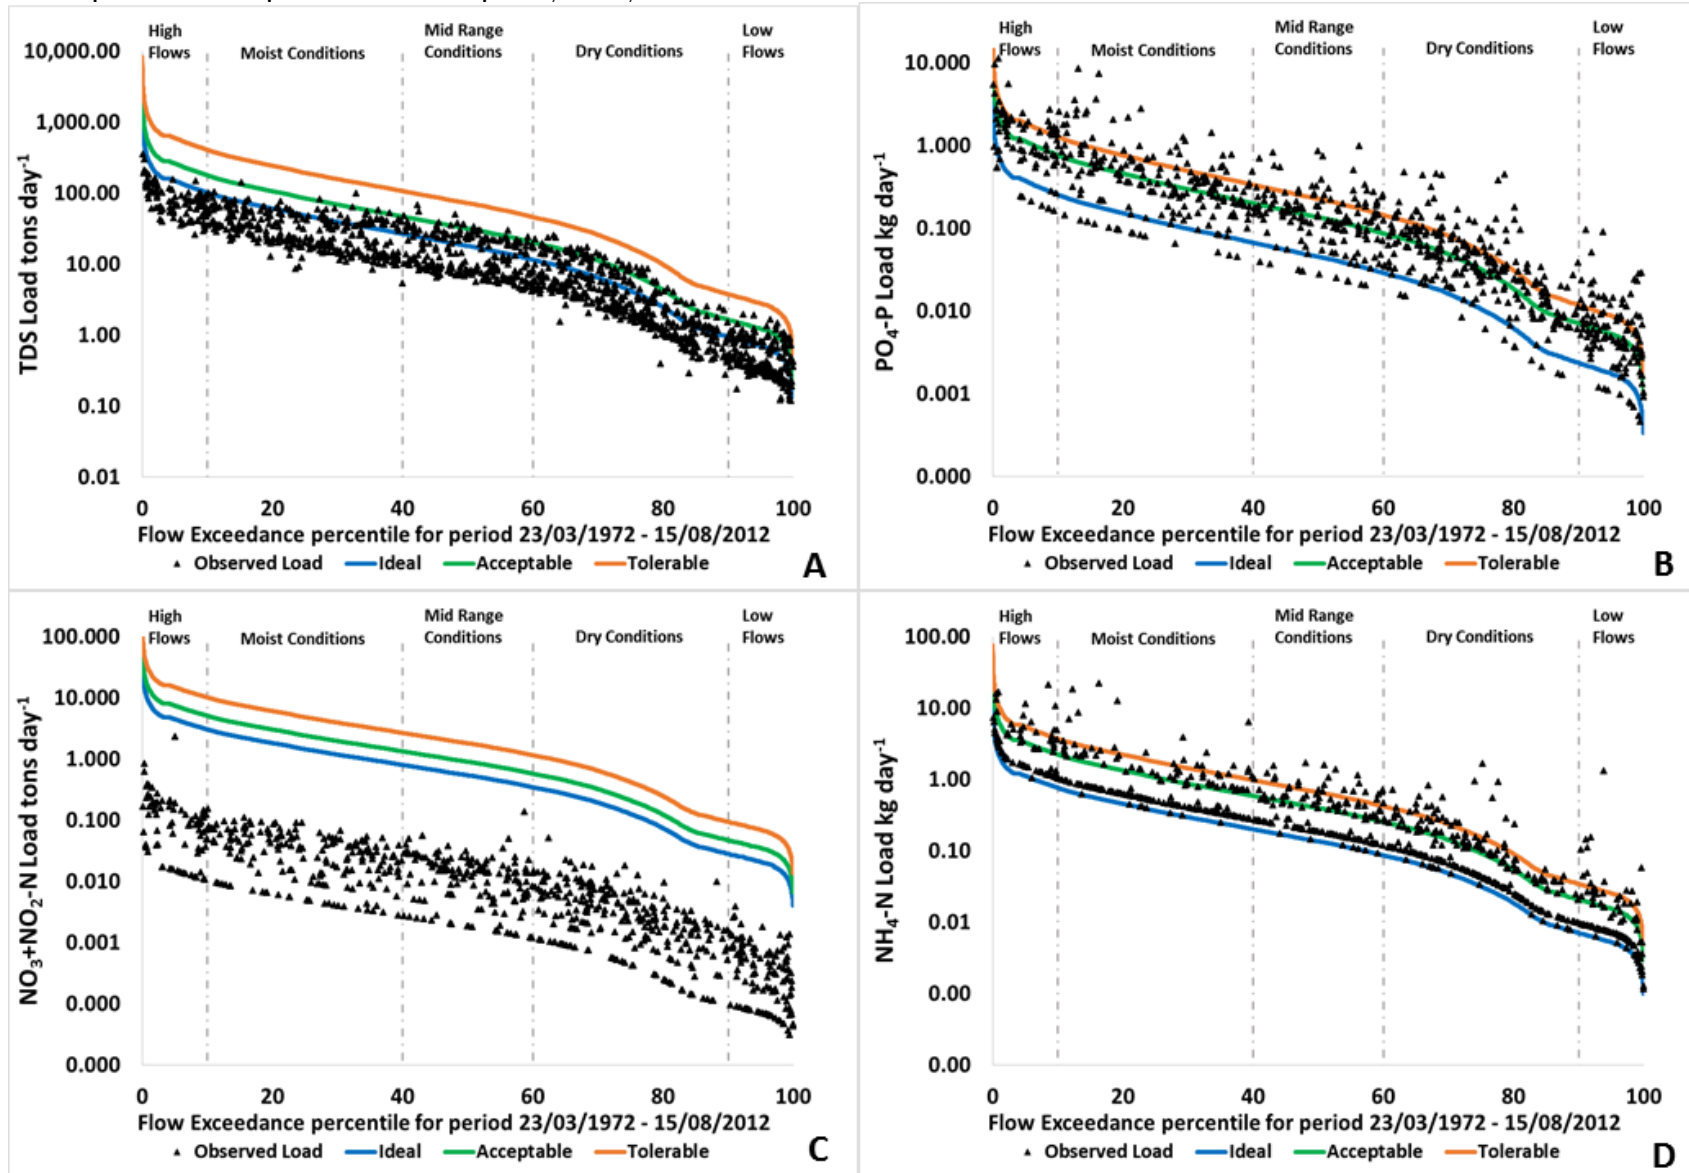 High
Flows
Moist Conditions
Mid Range
Conditions
Dry Conditions
Low
Flows
10,000.00
1,000.00
100.00
10.00
1.00
0.10
0.01
TDS Load tons day-1
0 20 40 60 80 100
Flow Exceedance percentile for period 23/03/1972 - 15/08/2012
Observed Load Ideal Acceptable Tolerable
A
High
Flows
Moist Conditions
Mid Range
Conditions
Dry Conditions
Low
Flows
10.000
1.000
0.100
0.010
0.001
0.000
PO4-P Load kg day-1
0 20 40 60 80 100
Flow Exceedance percentile for period 23/03/1972 - 15/08/2012
Observed Load Ideal Acceptable Tolerable
B
High
Flows
Moist Conditions
Mid Range
Conditions
Dry Conditions
Low
Flows
100.000
10.000
1.000
0.100
0.010
0.001
0.000
0.000
NO3+NO2-N Load tons day-1
0 20 40 60 80 100
Flow Exceedance percentile for period 23/03/1972 - 15/08/2012
Observed Load Ideal Acceptable Tolerable
C
High
Flows
Moist Conditions
Mid Range
Conditions
Dry Conditions
Low
Flows
100.00
10.00
1.00
0.10
0.01
0.00
0.00
NH4-N Load kg day-1
0 20 40 60 80 100
Flow Exceedance percentile for period 23/03/1972 - 15/08/2012
Observed Load Ideal Acceptable Tolerable
D